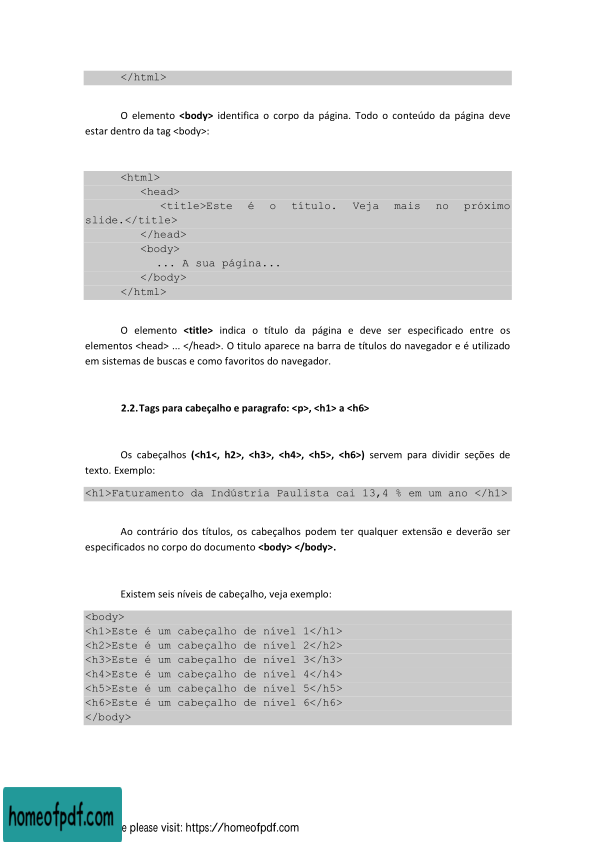 </html>
O elemento <body> identifica o corpo da página. Todo o conteúdo da página deve
estar dentro da tag <body>:
<html>
<head>
<title>Este é o título. Veja mais no próximo
slide.</title>
</head>
<body>
... A sua página...
</body>
</html>
O elemento <title> indica o título da página e deve ser especificado entre os
elementos <head> ... </head>. O titulo aparece na barra de títulos do navegador e é utilizado
em sistemas de buscas e como favoritos do navegador.
2.2. Tags para cabeçalho e paragrafo: <p>, <h1> a <h6>
Os cabeçalhos (<h1<, h2>, <h3>, <h4>, <h5>, <h6>) servem para dividir seções de
texto. Exemplo:
<h1>Faturamento da Indústria Paulista cai 13,4 % em um ano </h1>
Ao contrário dos títulos, os cabeçalhos podem ter qualquer extensão e deverão ser
especificados no corpo do documento <body> </body>.
Existem seis níveis de cabeçalho, veja exemplo:
<body>
<h1>Este é um cabeçalho de nível 1</h1>
<h2>Este é um cabeçalho de nível 2</h2>
<h3>Este é um cabeçalho de nível 3</h3>
<h4>Este é um cabeçalho de nível 4</h4>
<h5>Este é um cabeçalho de nível 5</h5>
<h6>Este é um cabeçalho de nível 6</h6>
</body>
homeofpdf.com
e please visit: https://homeofpdf.com